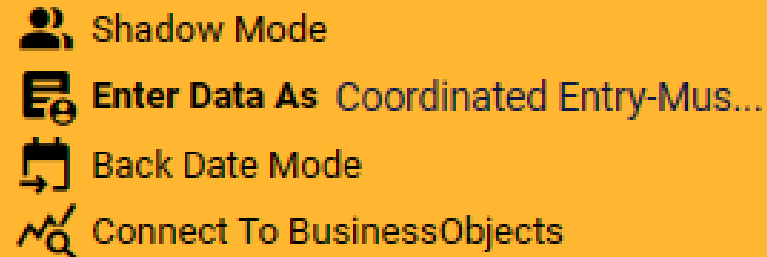 Shadow Mode
Enter Data As Coordinated Entry-Mus...
Back Date Mode
Connect To BusinessObjects